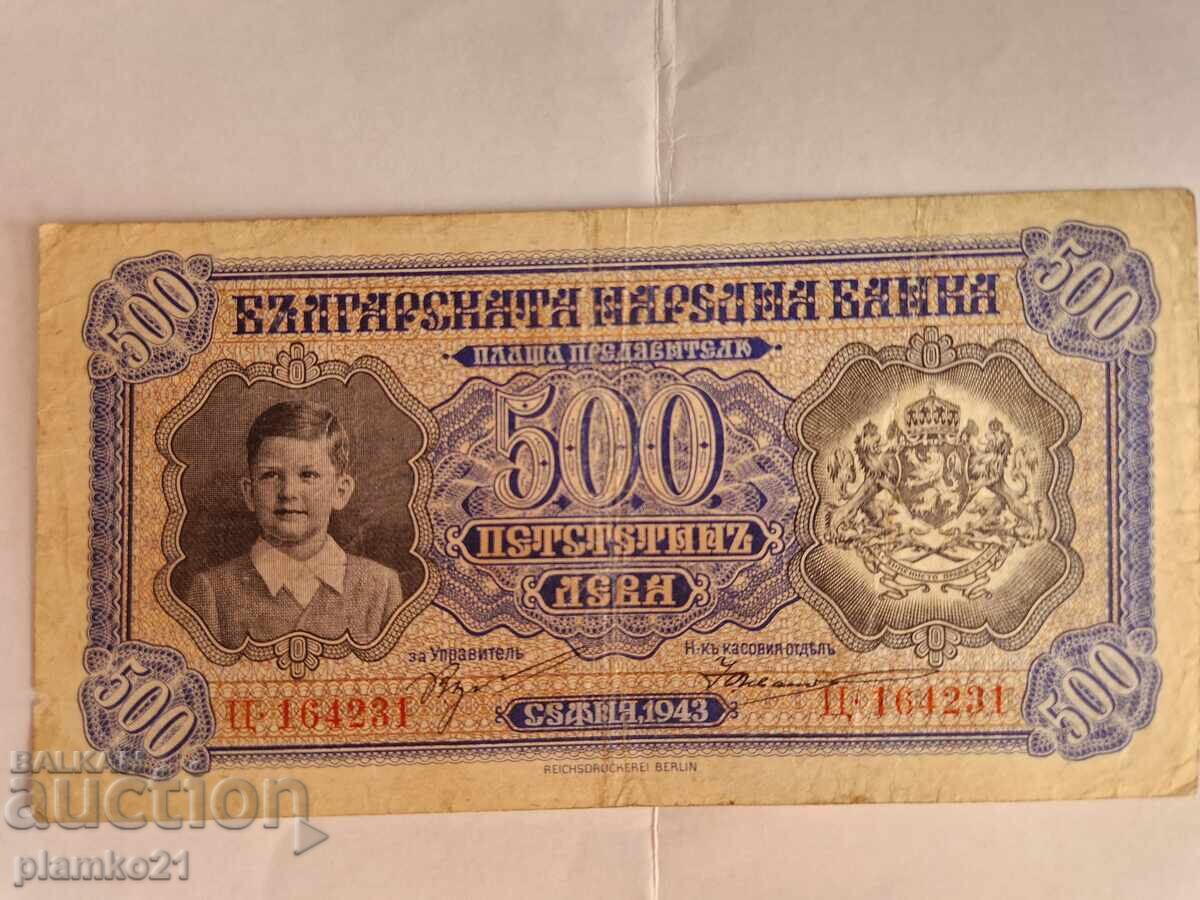 500 500
БЪЛГАРСКАТА НАРОДНА БАНКА
ПЛАЩА ПРЕДАВИТЕЛЮ
500
ПЕТСТОТИНЪ
ЛЕВА
за Управитель Н-къ касовия отдѣлъ
Ц·164231 Ц·164231
СОФИЯ, 1943
500 500
REICHSDRUCKEREI BERLIN
BALKAN
auction
plamko21